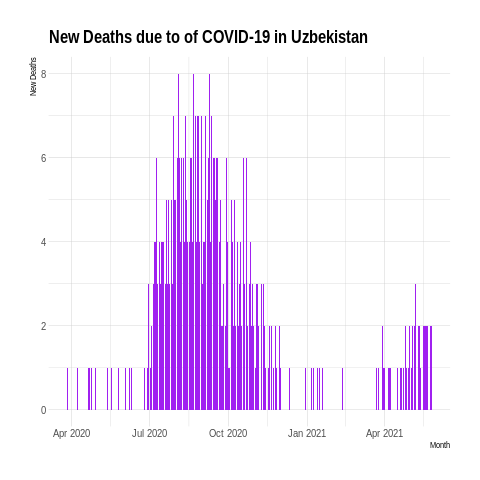 New Deaths due to of COVID-19 in Uzbekistan
New Deaths
8
6
4
2
0
Apr 2020 Jul 2020 Oct 2020 Jan 2021 Apr 2021
Month